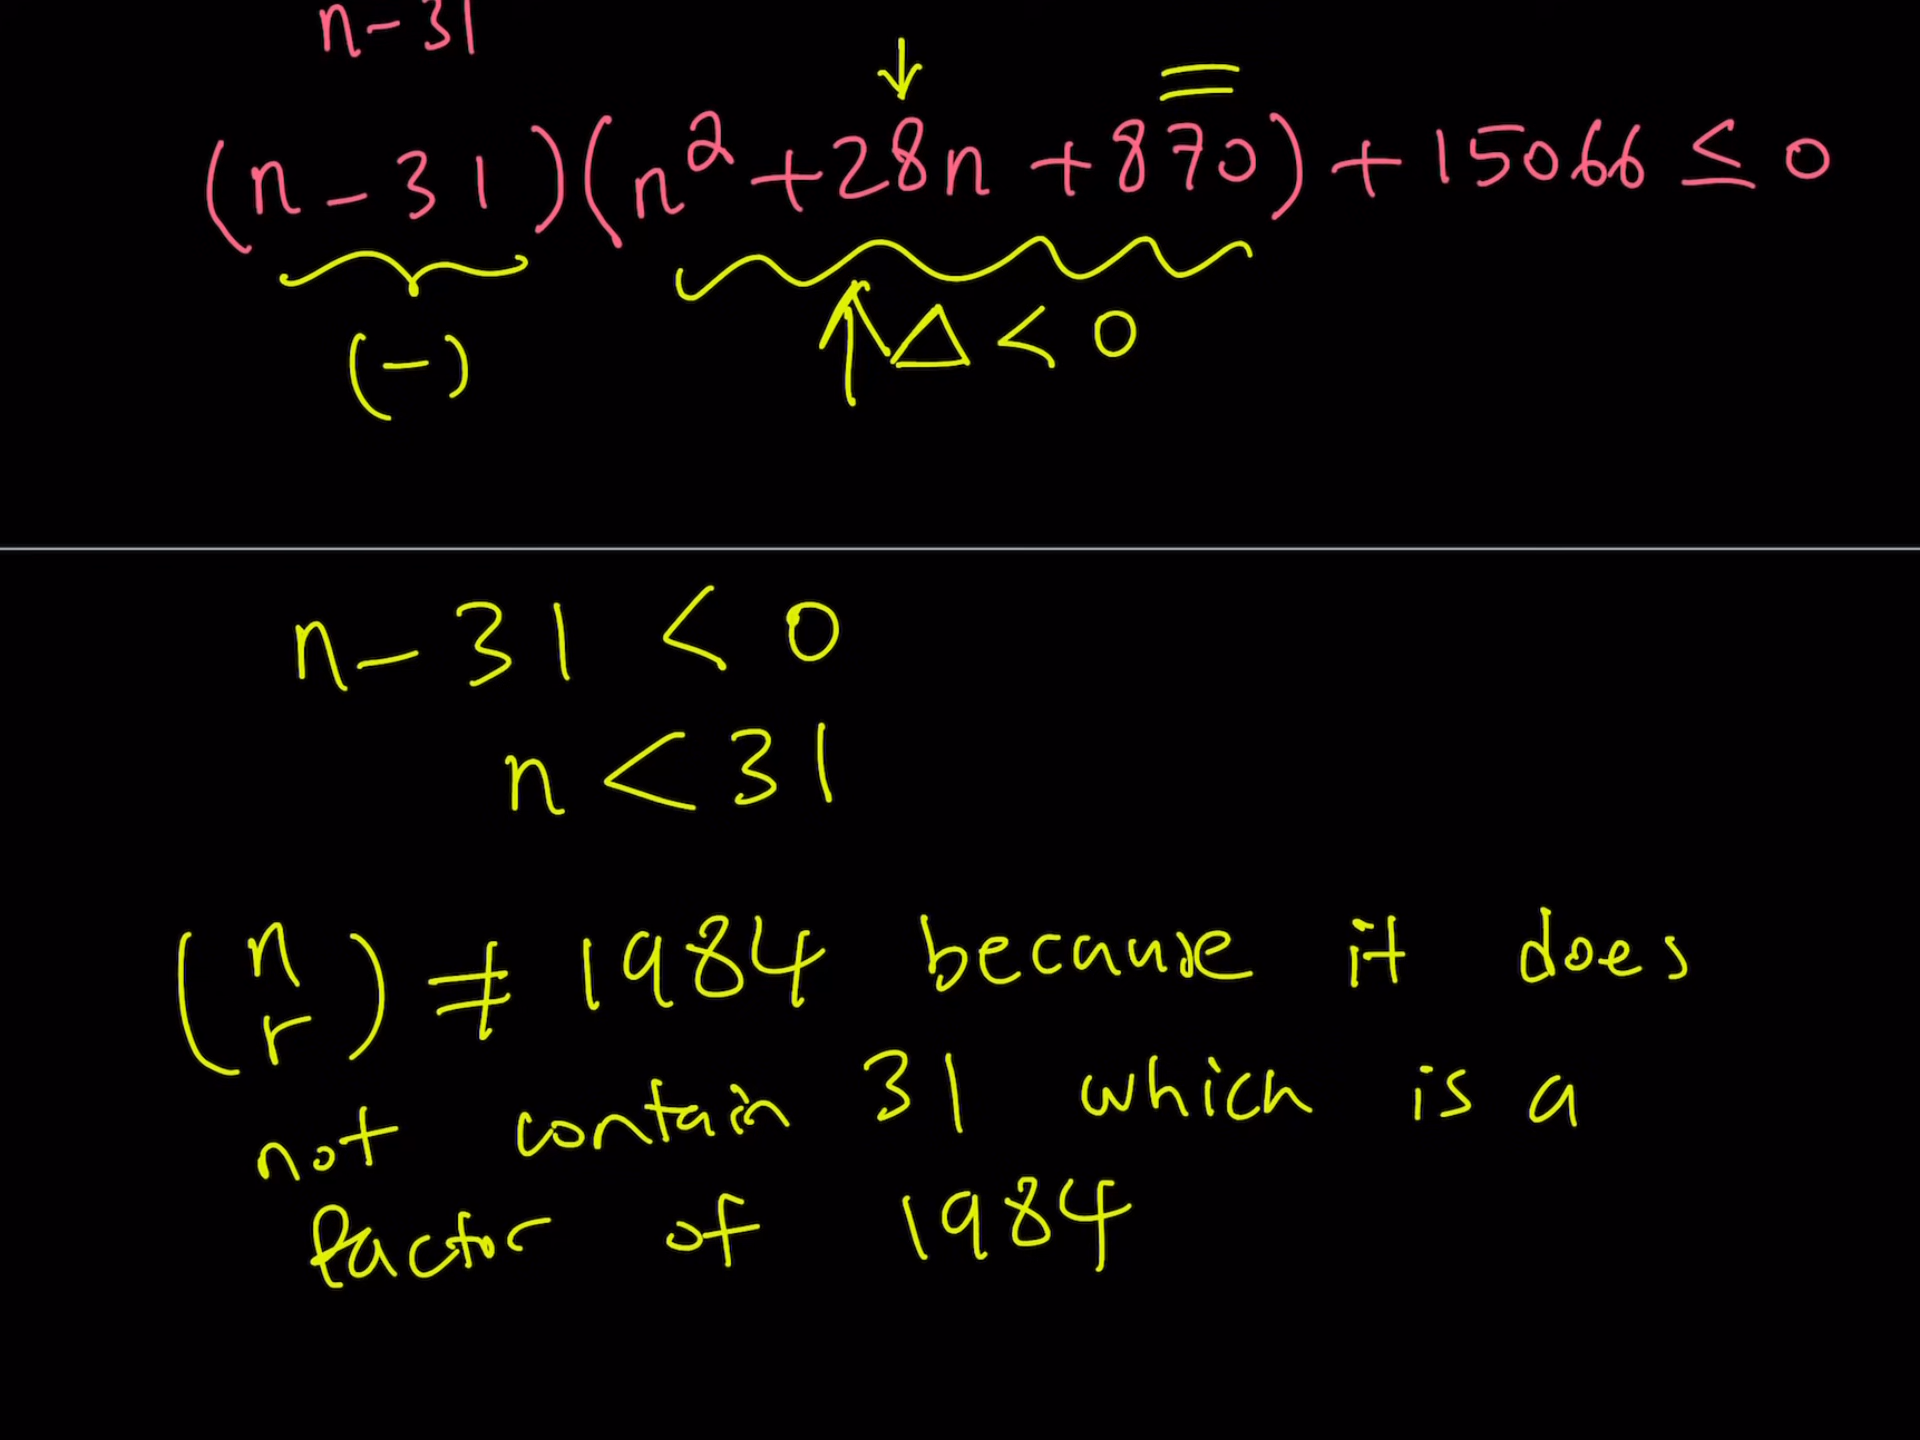 n-31
(n-31)(n²+28n+870)+15066≤0
(-) Δ<0
n-31<0
n<31
(n r)≠1984 because it does
not contain 31 which is a
factor of 1984